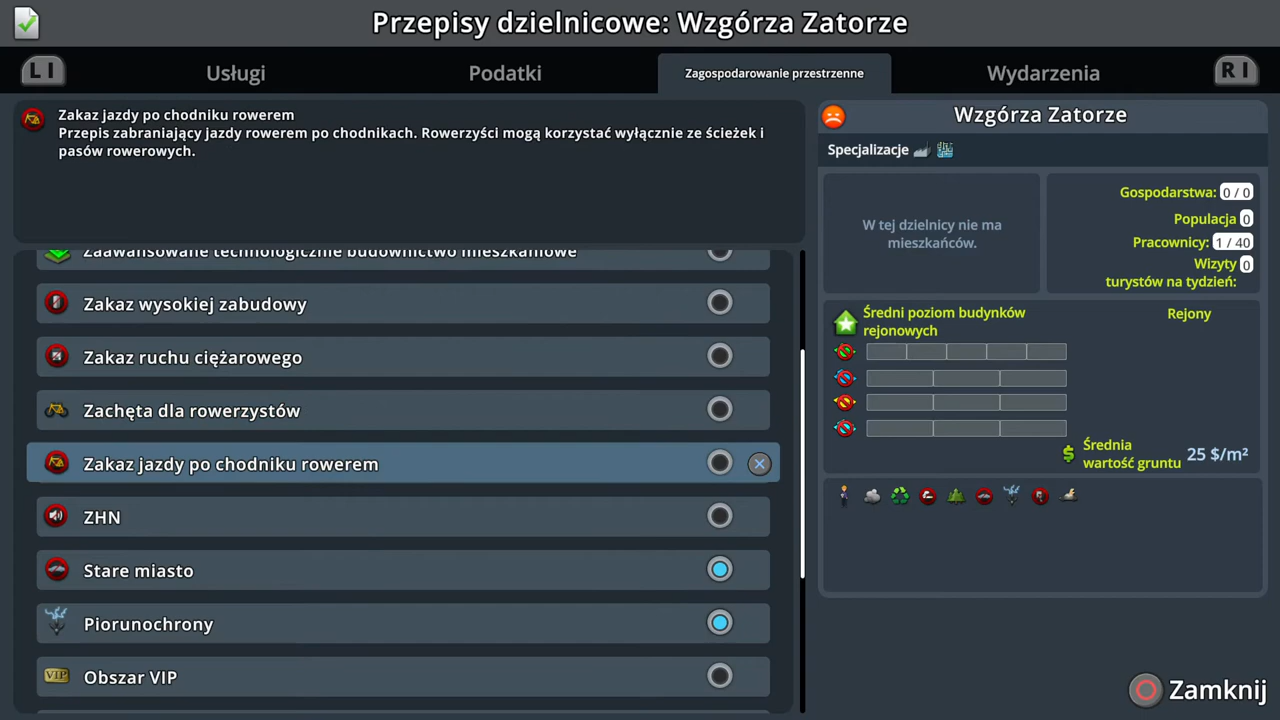 Przepisy dzielnicowe: Wzgórza Zatorze
L1
Usługi
Podatki
Zagospodarowanie przestrzenne
Wydarzenia
R1
Zakaz jazdy po chodniku rowerem
Przepis zabraniający jazdy rowerem po chodnikach. Rowerzyści mogą korzystać wyłącznie ze ścieżek i
pasów rowerowych.
Zaawansowane technologicznie budownictwo mieszkaniowe
Zakaz wysokiej zabudowy
Zakaz ruchu ciężarowego
Zachęta dla rowerzystów
Zakaz jazdy po chodniku rowerem
ZHN
Stare miasto
Piorunochrony
VIP
Obszar VIP
Wzgórza Zatorze
Specjalizacje
W tej dzielnicy nie ma
mieszkańców.
Gospodarstwa: 0 / 0
Populacja 0
Pracownicy: 1 / 40
Wizyty 0
turystów na tydzień:
Średni poziom budynków
rejonowych
Rejony
Średnia
wartość gruntu 25 $/m²
Zamknij